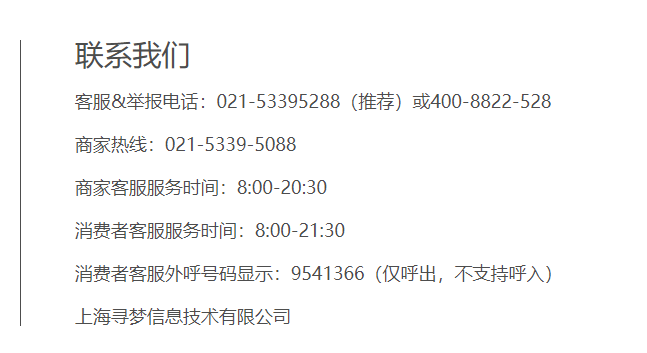 联系我们
客服&举报电话：021-53395288（推荐）或400-8822-528
商家热线：021-5339-5088
商家客服服务时间：8:00-20:30
消费者客服服务时间：8:00-21:30
消费者客服外呼号码显示：9541366（仅呼出，不支持呼入）
上海寻梦信息技术有限公司